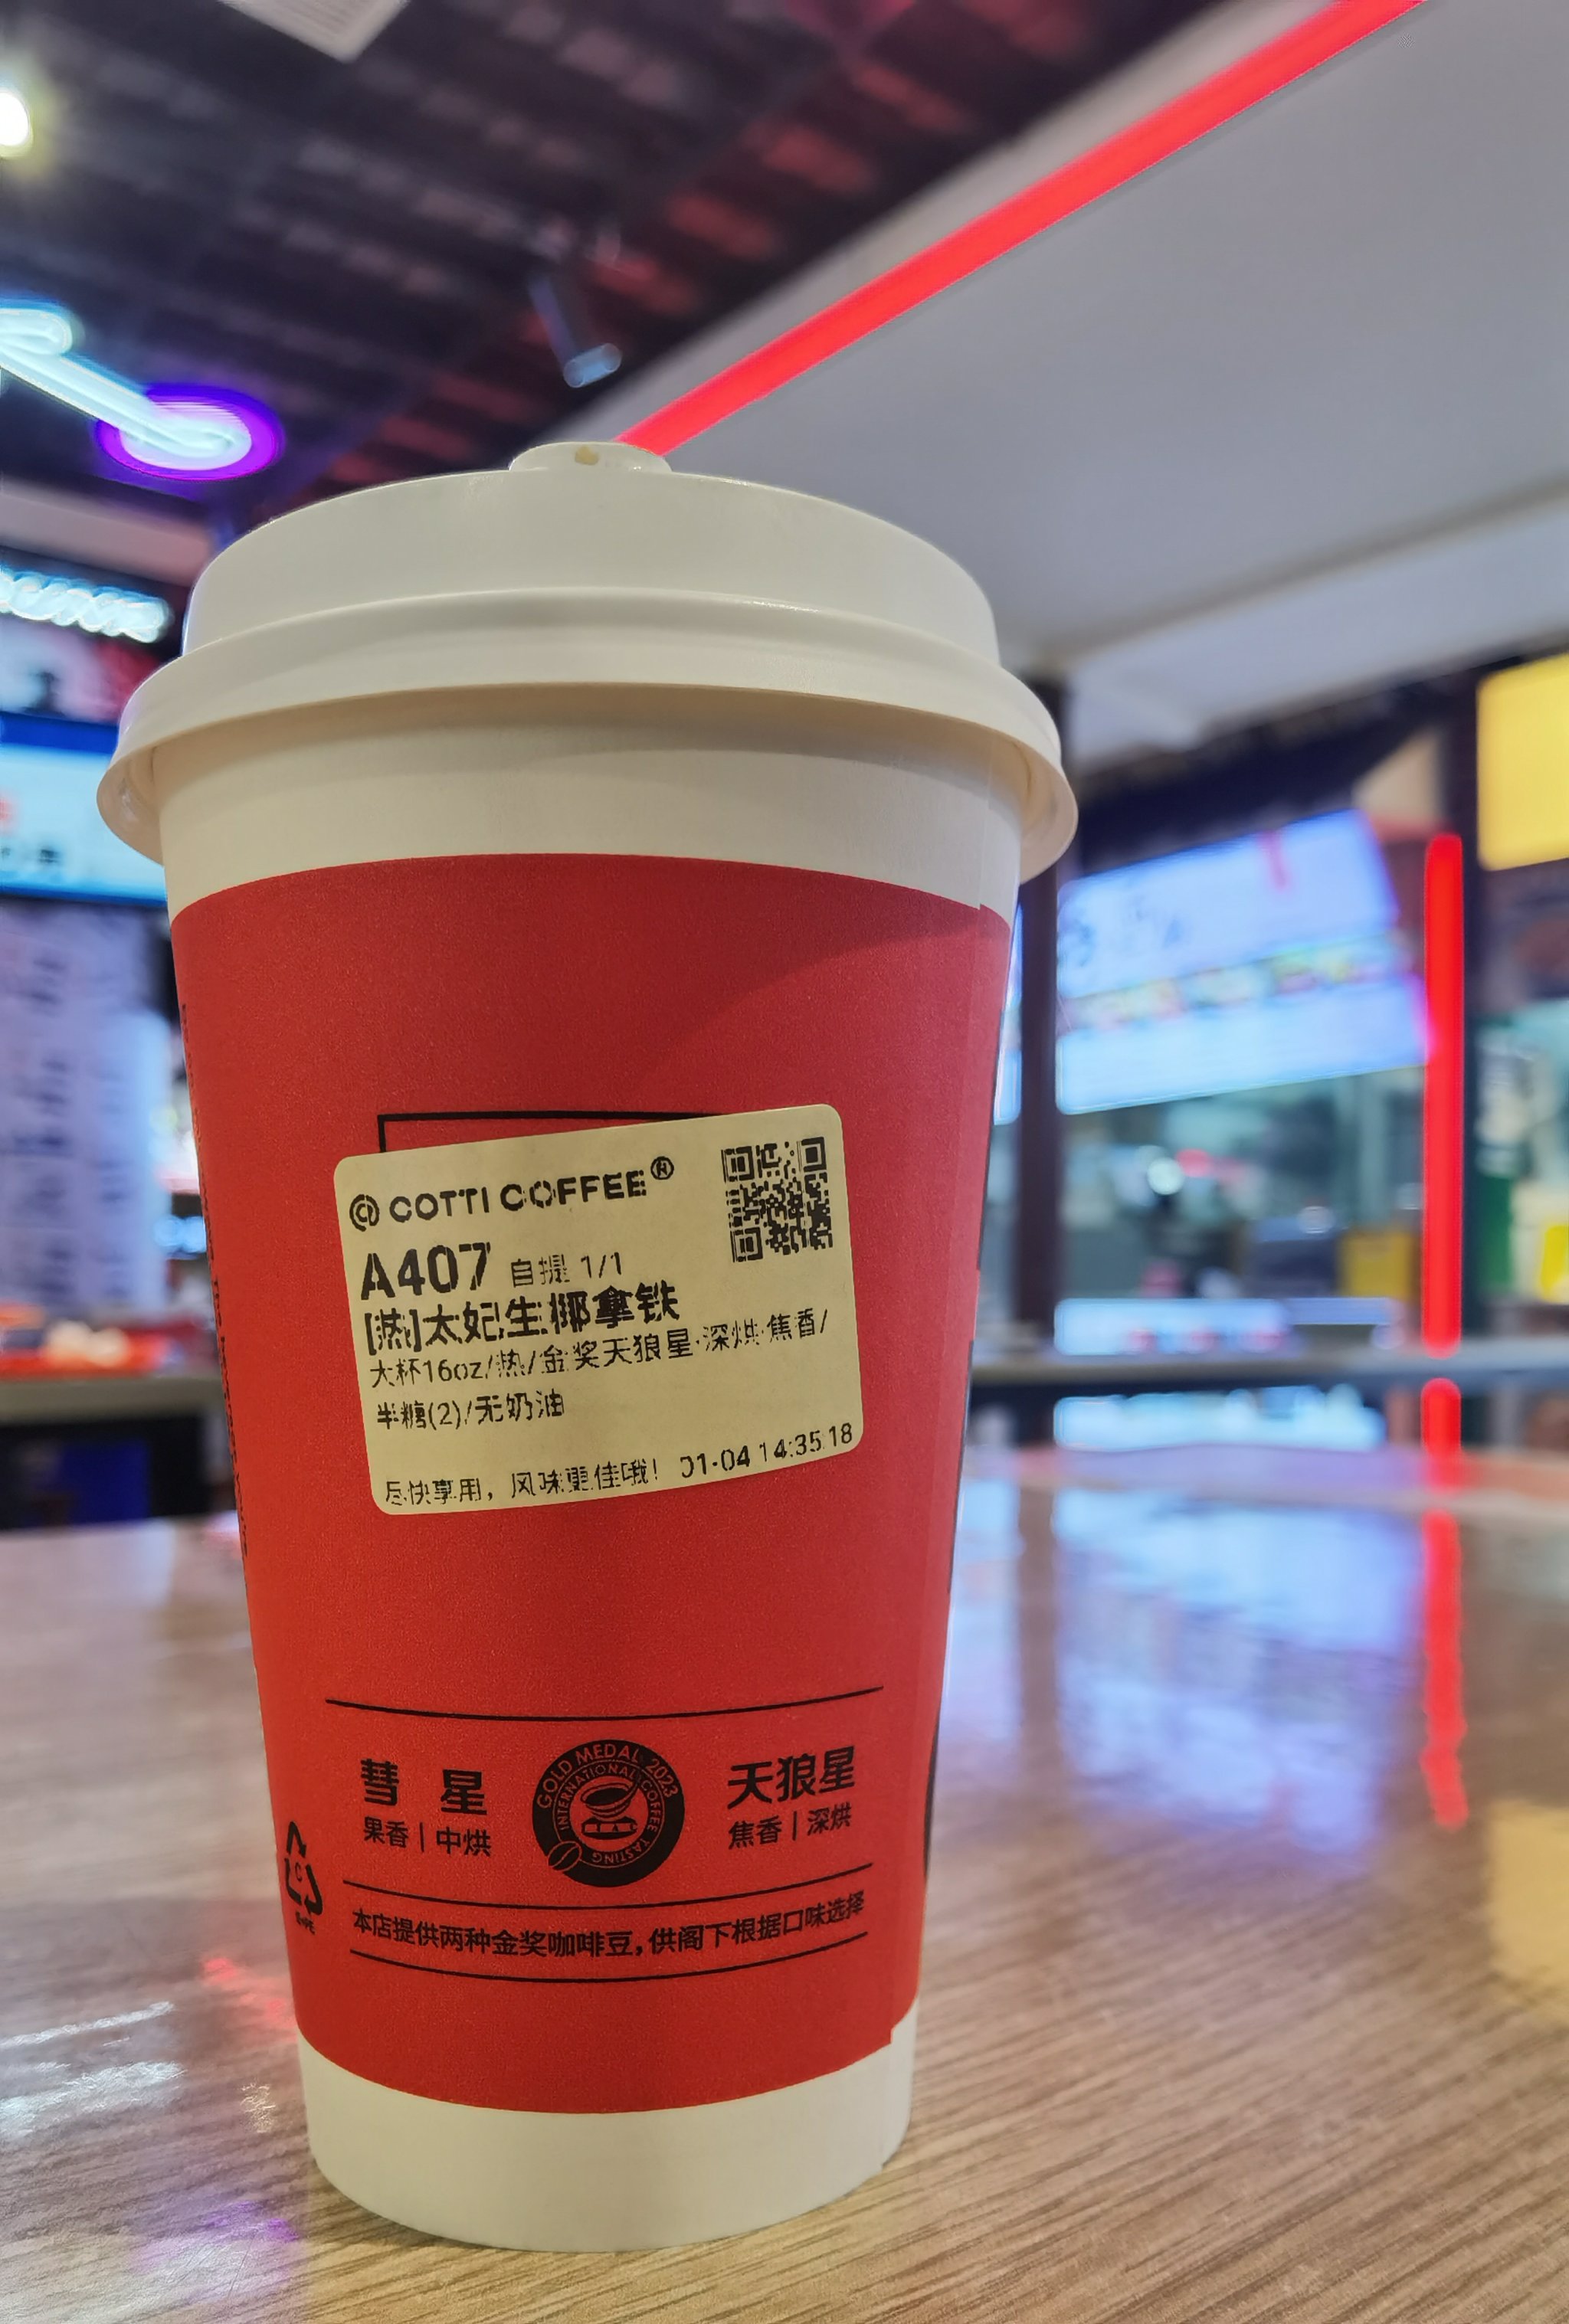 COTTI COFFEE®
A407 自提 1/1
[热]太妃生椰拿铁
大杯16oz/热/金奖天狼星·深烘·焦香/
半糖(2)/无奶油
尽快享用，风味更佳哦！ 01-04 14:35:18
彗星
果香｜中烘
GOLD MEDAL 2023
INTERNATIONAL COFFEE TASTING
天狼星
焦香｜深烘
本店提供两种金奖咖啡豆，供阁下根据口味选择